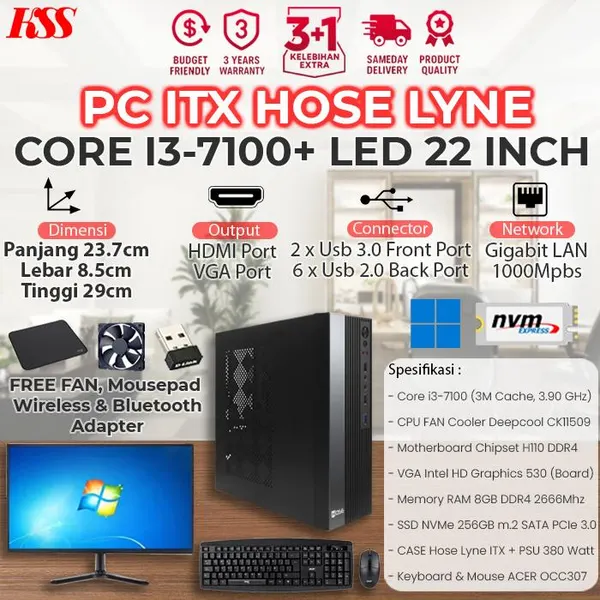 KSS
BUDGET FRIENDLY
3 YEARS WARRANTY
3+1
KELEBIHAN EXTRA
SAMEDAY DELIVERY
PRODUCT QUALITY
PC ITX HOSE LYNE
CORE I3-7100+ LED 22 INCH
Dimensi
Panjang 23.7cm
Lebar 8.5cm
Tinggi 29cm
Output
HDMI Port
VGA Port
Connector
2 x Usb 3.0 Front Port
6 x Usb 2.0 Back Port
Network
Gigabit LAN
1000Mpbs
nvm
EXPRESS
FREE FAN, Mousepad
Wireless & Bluetooth
Adapter
Spesifikasi :
- Core i3-7100 (3M Cache, 3.90 GHz)
- CPU FAN Cooler Deepcool CK11509
- Motherboard Chipset H110 DDR4
- VGA Intel HD Graphics 530 (Board)
- Memory RAM 8GB DDR4 2666Mhz
- SSD NVMe 256GB m.2 SATA PCIe 3.0
- CASE Hose Lyne ITX + PSU 380 Watt
- Keyboard & Mouse ACER OCC307